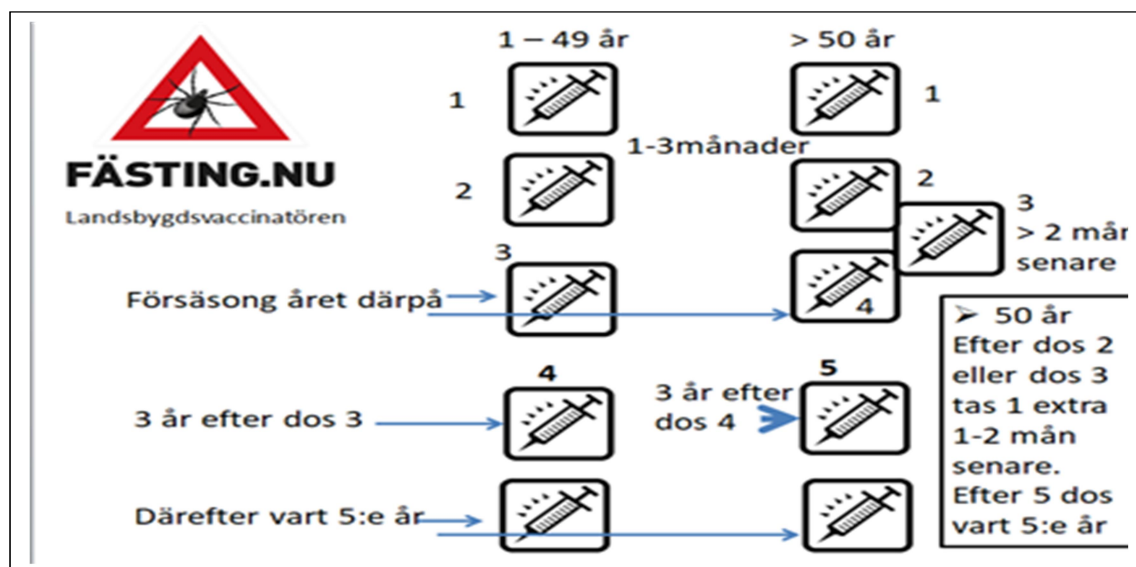 1 – 49 år
> 50 år
1
1
1-3månader
FÄSTING.NU
Landsbygdsvaccinatören
2
2
3
> 2 mån
senare
3
Försäsong året därpå
4
➢ 50 år
Efter dos 2
eller dos 3
tas 1 extra
1-2 mån
senare.
Efter 5 dos
vart 5:e år
4
5
3 år efter dos 3
3 år efter
dos 4
Därefter vart 5:e år